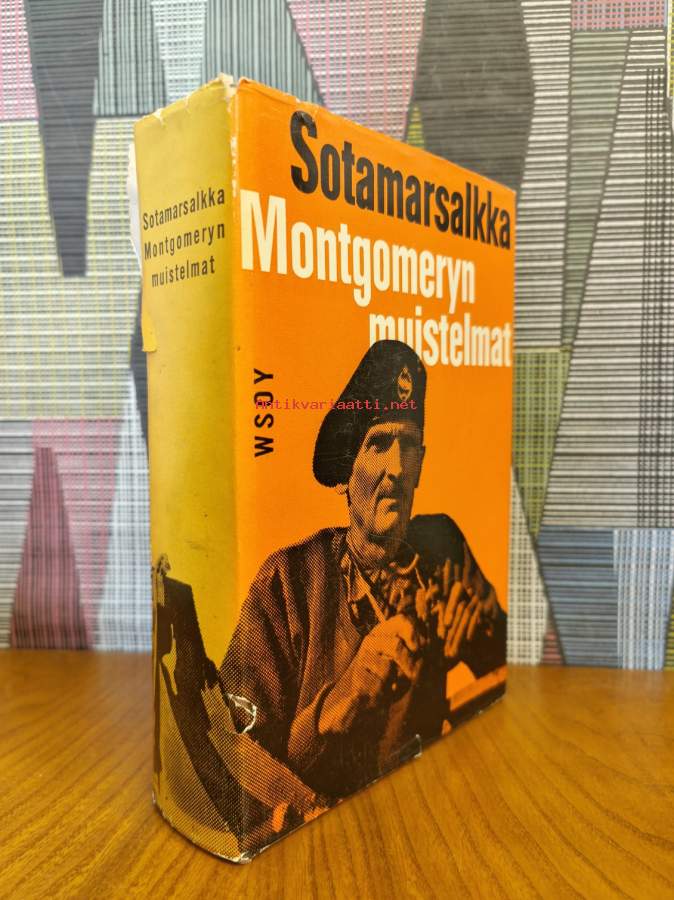 Sotamarsalkka
Montgomeryn
muistelmat
Sotamarsalkka
Montgomeryn
muistelmat
WSOY
Antikvariaatti.net